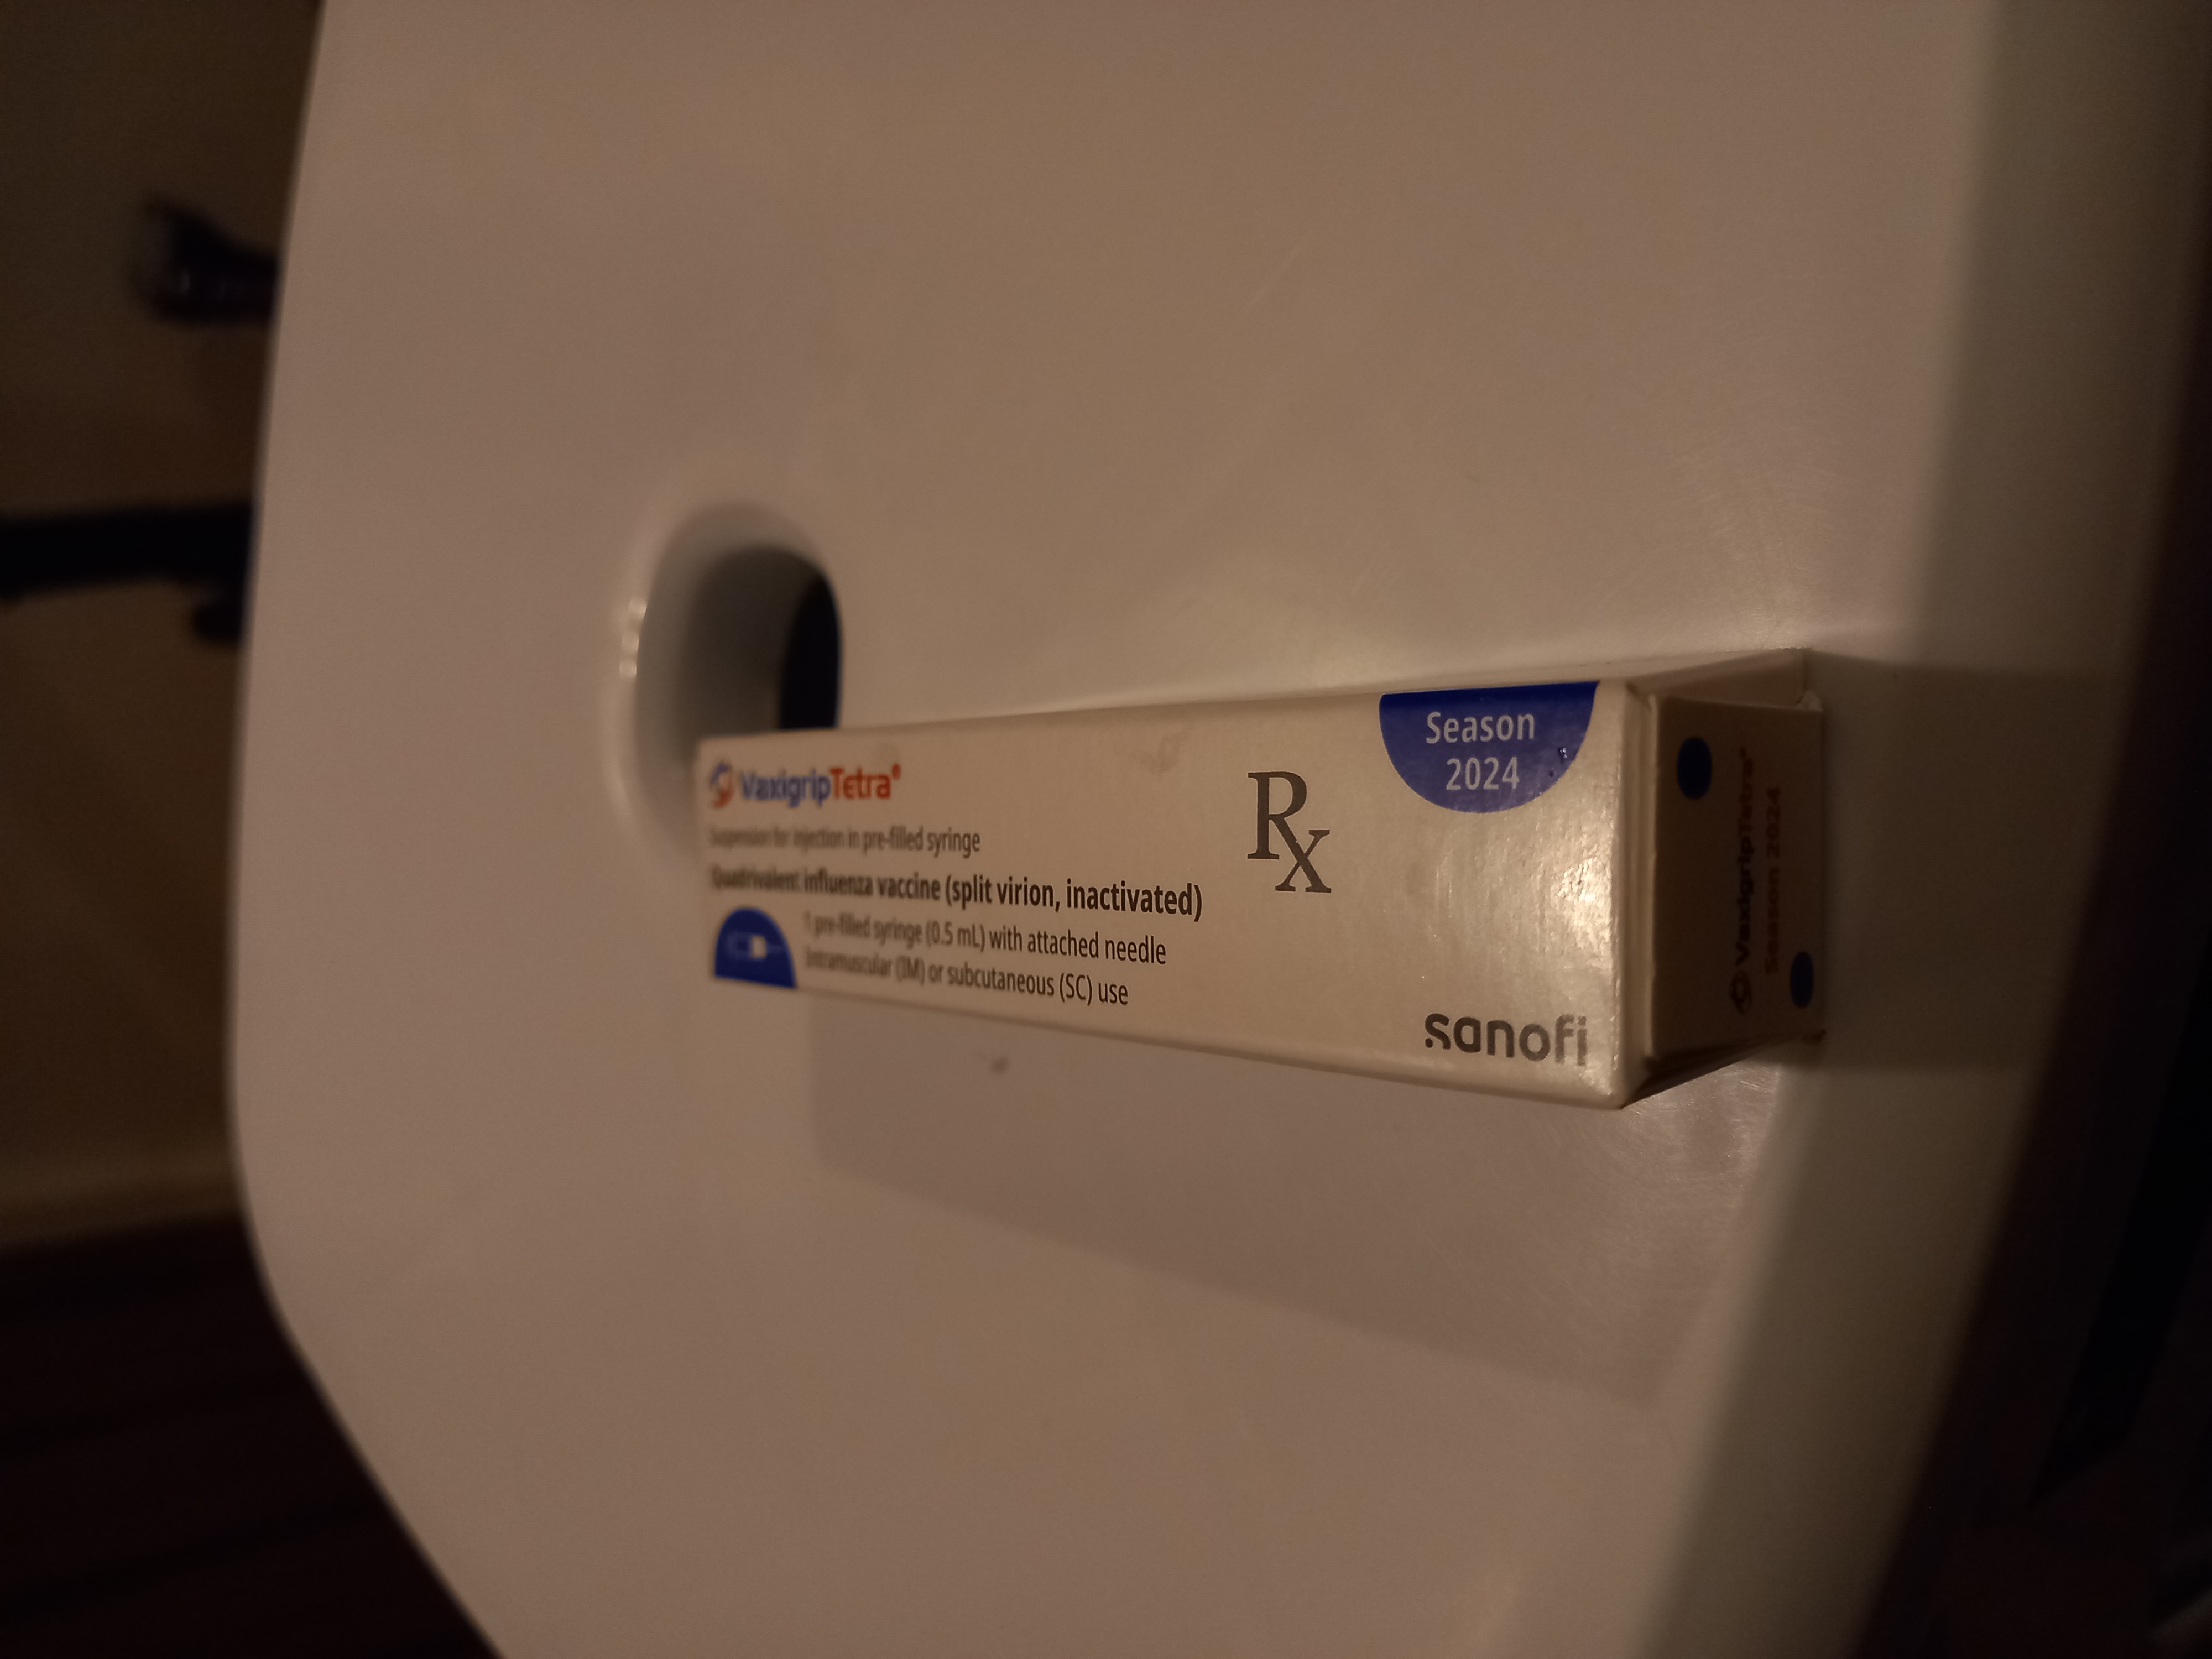 VaxigripTetra®
Suspension for injection in pre-filled syringe
Quadrivalent influenza vaccine (split virion, inactivated)
1 pre-filled syringe (0.5 mL) with attached needle
Intramuscular (IM) or subcutaneous (SC) use
Rx
Season
2024
sanofi
VaxigripTetra®
Season 2024